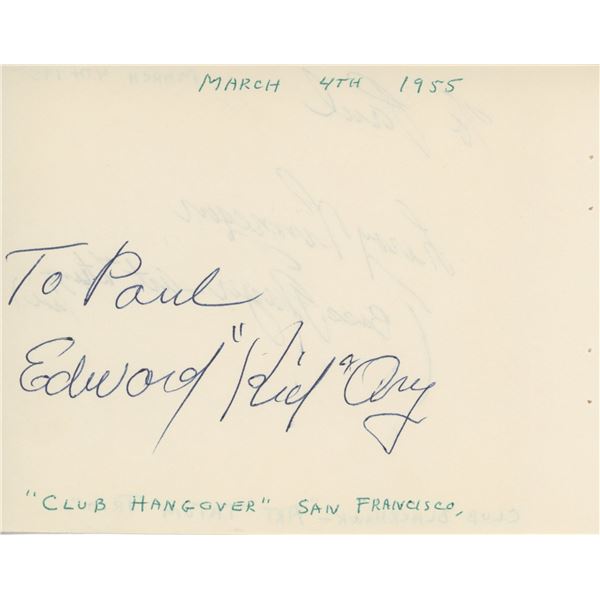 MARCH 4TH 1955
To Paul
Edward "Kid" Ory
"CLUB HANGOVER" SAN FRANCISCO,